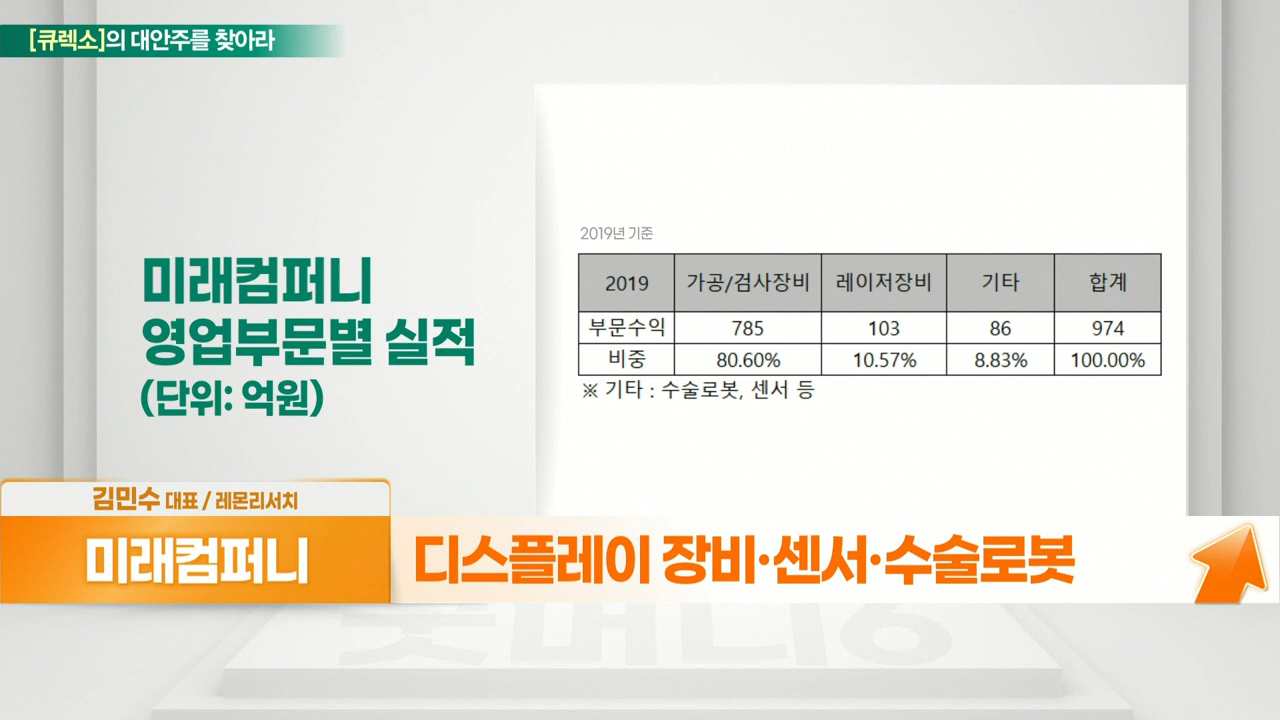 [큐렉소]의 대안주를 찾아라
미래컴퍼니
영업부문별 실적
(단위: 억원)
2019년 기준
2019 가공/검사장비 레이저장비 기타 합계
부문수익 785 103 86 974
비중 80.60% 10.57% 8.83% 100.00%
※ 기타 : 수술로봇, 센서 등
김민수 대표 / 레몬리서치
미래컴퍼니
디스플레이 장비·센서·수술로봇